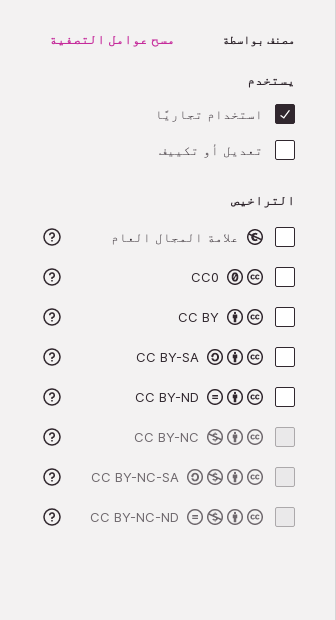 مصنف بواسطة
مسح عوامل التصفية
يستخدم
استخدام تجاريًا
تعديل أو تكييف
التراخيص
علامة المجال العام
CC0
CC BY
CC BY-SA
CC BY-ND
CC BY-NC
CC BY-NC-SA
CC BY-NC-ND